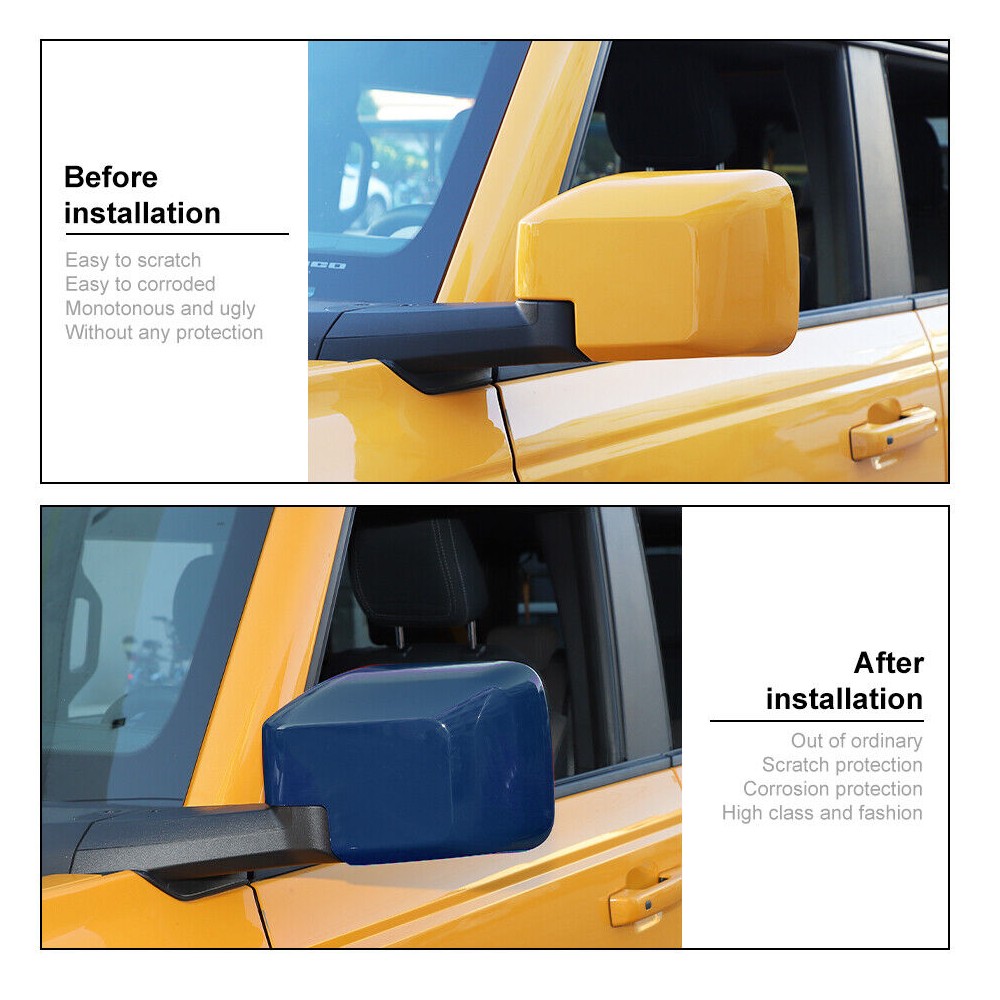 Before
installation
Easy to scratch
Easy to corroded
Monotonous and ugly
Without any protection
After
installation
Out of ordinary
Scratch protection
Corrosion protection
High class and fashion